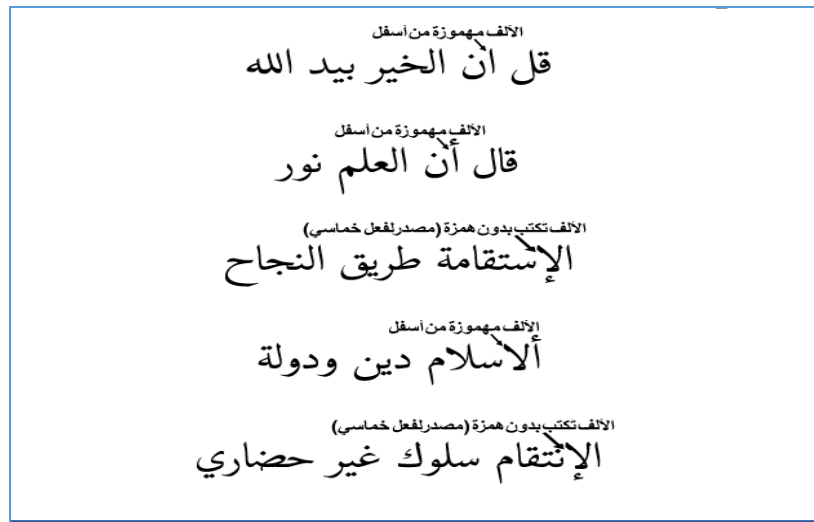 الألف مهموزة من أسفل
قل ان الخير بيد الله
الألف مهموزة من أسفل
قال أن العلم نور
الألف تكتب بدون همزة (مصدر لفعل خماسي)
الإستقامة طريق النجاح
الألف مهموزة من أسفل
ألاسلام دين ودولة
الألف تكتب بدون همزة (مصدر لفعل خماسي)
الإنتقام سلوك غير حضاري